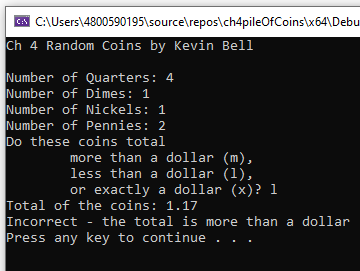 C:\Users\4800590195\source\repos\ch4pileOfCoins\x64\Debu
Ch 4 Random Coins by Kevin Bell
Number of Quarters: 4
Number of Dimes: 1
Number of Nickels: 1
Number of Pennies: 2
Do these coins total
more than a dollar (m),
less than a dollar (l),
or exactly a dollar (x)? l
Total of the coins: 1.17
Incorrect - the total is more than a dollar
Press any key to continue . . .